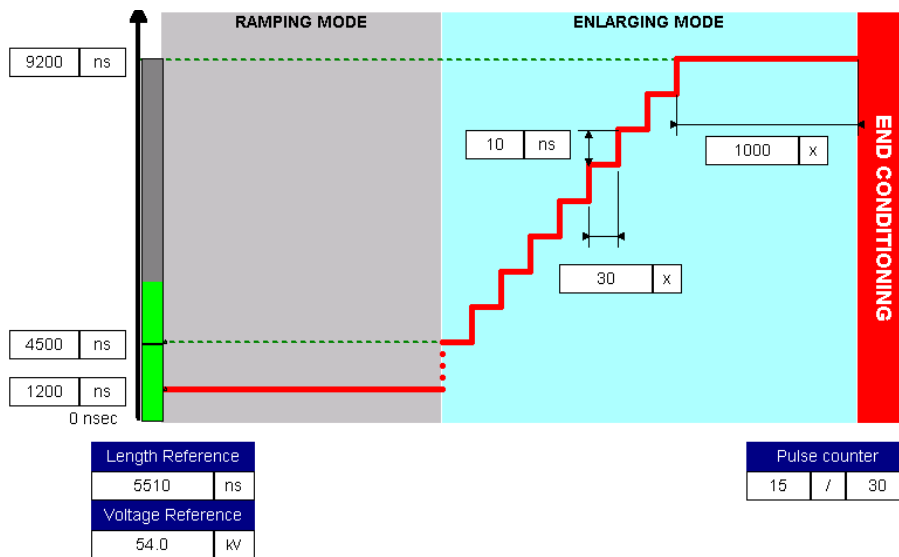 RAMPING MODE
ENLARGING MODE
9200 ns
10 ns
1000 x
30 x
4500 ns
1200 ns
0 nsec
END CONDITIONING
Length Reference
5510 ns
Voltage Reference
54.0 kV
Pulse counter
15 / 30